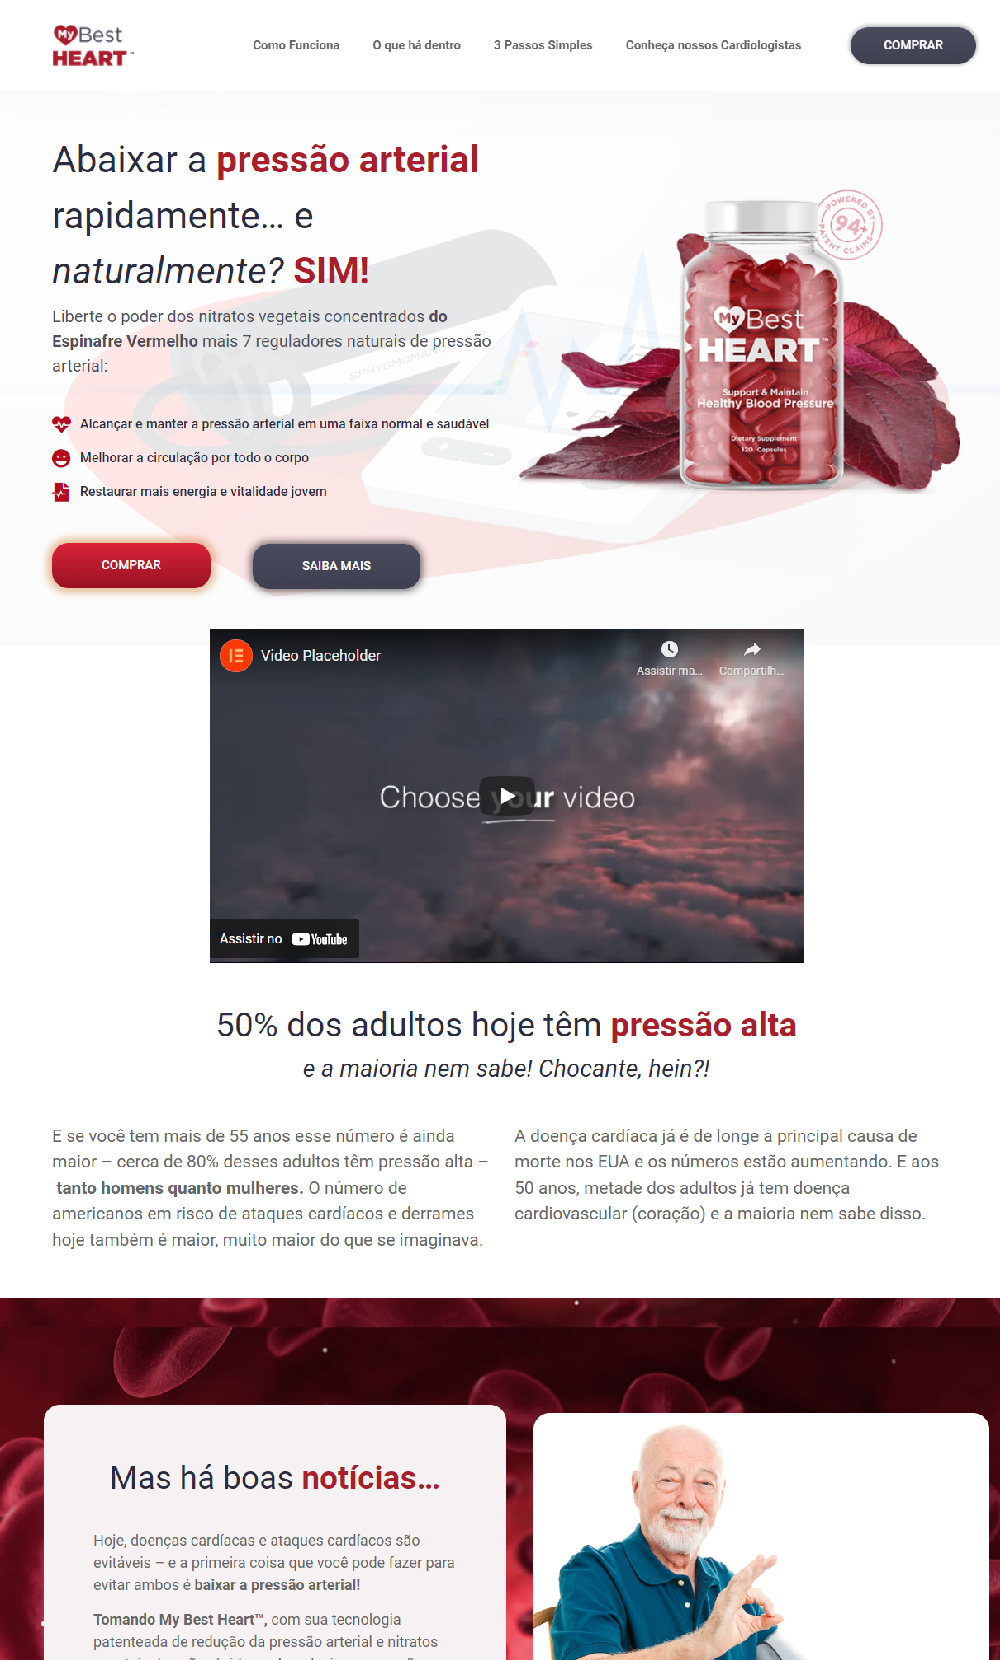 My Best
HEART™
Como Funciona
O que há dentro
3 Passos Simples
Conheça nossos Cardiologistas
COMPRAR
Abaixar a pressão arterial
rapidamente... e
naturalmente? SIM!
Liberte o poder dos nitratos vegetais concentrados do
Espinafre Vermelho mais 7 reguladores naturais de pressão
arterial:
Alcançar e manter a pressão arterial em uma faixa normal e saudável
Melhorar a circulação por todo o corpo
Restaurar mais energia e vitalidade jovem
COMPRAR
SAIBA MAIS
POWERED BY
94+
PATENT CLAIMS
My Best
HEART™
Support & Maintain
Healthy Blood Pressure
Dietary Supplement
120 Capsules
Video Placeholder
Assistir ma...
Compartilh...
Choose your video
Assistir no YouTube
50% dos adultos hoje têm pressão alta
e a maioria nem sabe! Chocante, hein?!
E se você tem mais de 55 anos esse número é ainda
maior – cerca de 80% desses adultos têm pressão alta –
tanto homens quanto mulheres. O número de
americanos em risco de ataques cardíacos e derrames
hoje também é maior, muito maior do que se imaginava.
A doença cardíaca já é de longe a principal causa de
morte nos EUA e os números estão aumentando. E aos
50 anos, metade dos adultos já tem doença
cardiovascular (coração) e a maioria nem sabe disso.
Mas há boas notícias...
Hoje, doenças cardíacas e ataques cardíacos são
evitáveis – e a primeira coisa que você pode fazer para
evitar ambos é baixar a pressão arterial!
Tomando My Best Heart™, com sua tecnologia
patenteada de redução da pressão arterial e nitratos